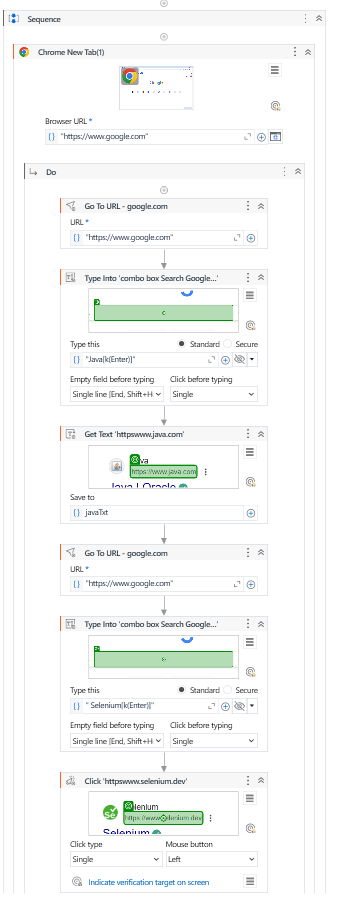 Sequence
Chrome New Tab(1)
Google
Browser URL *
"https://www.google.com"
Do
Go To URL - google.com
URL *
"https://www.google.com"
Type Into 'combo box Search Google...'
Type this
Standard
Secure
"Java[k(Enter)]"
Empty field before typing
Click before typing
Single line [End, Shift+H
Single
Get Text 'httpswww.java.com'
va
https://www.java.com
Java | Oracle
Save to
javaTxt
Go To URL - google.com
URL *
"https://www.google.com"
Type Into 'combo box Search Google...'
Type this
Standard
Secure
" Selenium[k(Enter)]"
Empty field before typing
Click before typing
Single line [End, Shift+H
Single
Click 'httpswww.selenium.dev'
Se
lenium
https://www.selenium.dev
Selenium
Click type
Mouse button
Single
Left
Indicate verification target on screen